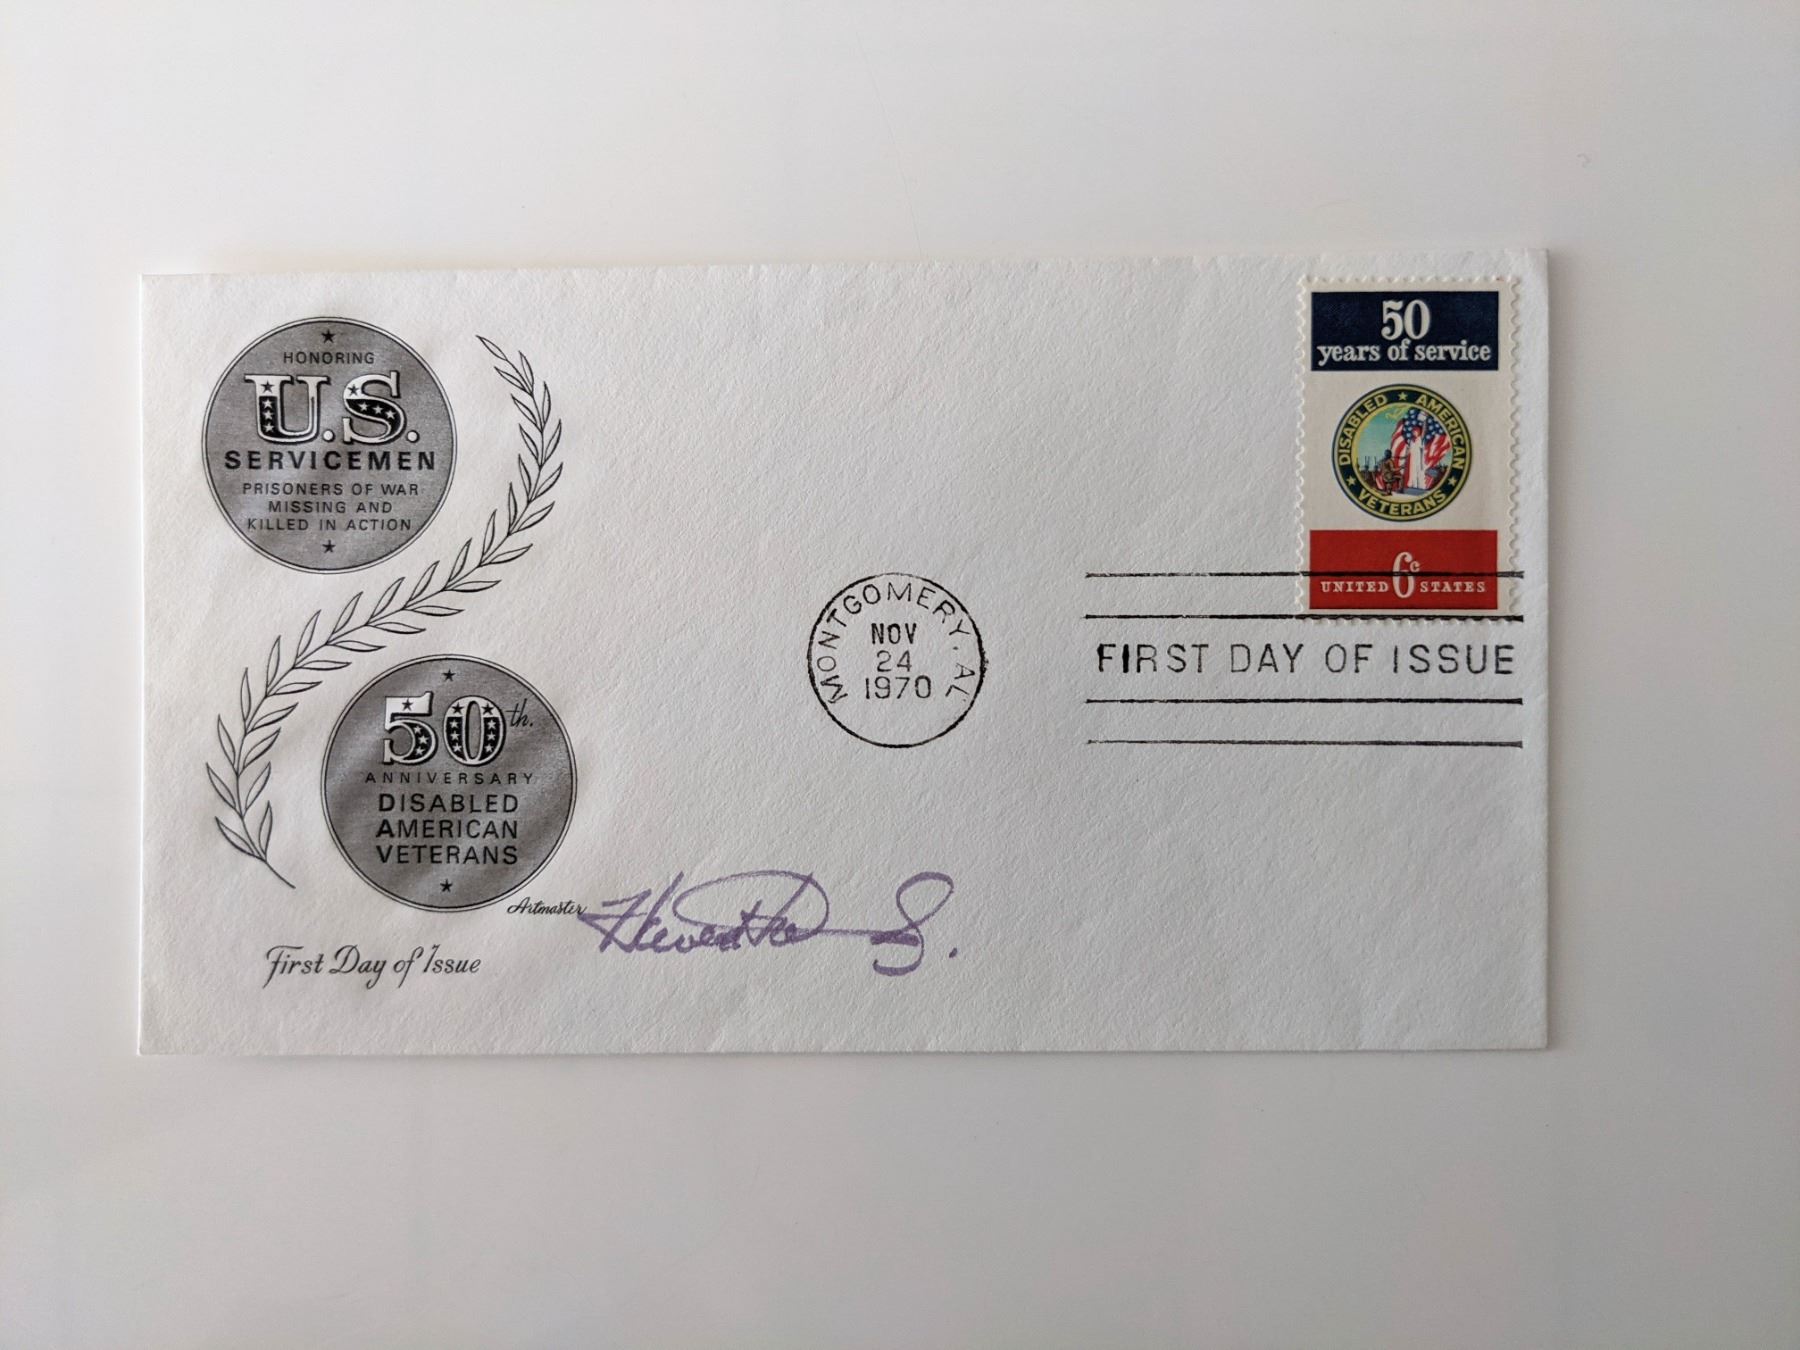 HONORING
U.S.
SERVICEMEN
PRISONERS OF WAR
MISSING AND
KILLED IN ACTION
50th.
ANNIVERSARY
DISABLED
AMERICAN
VETERANS
Artmaster
First Day of Issue
MONTGOMERY, AL
NOV
24
1970
50
years of service
DISABLED ★ AMERICAN
★ VETERANS ★
UNITED 6c STATES
FIRST DAY OF ISSUE